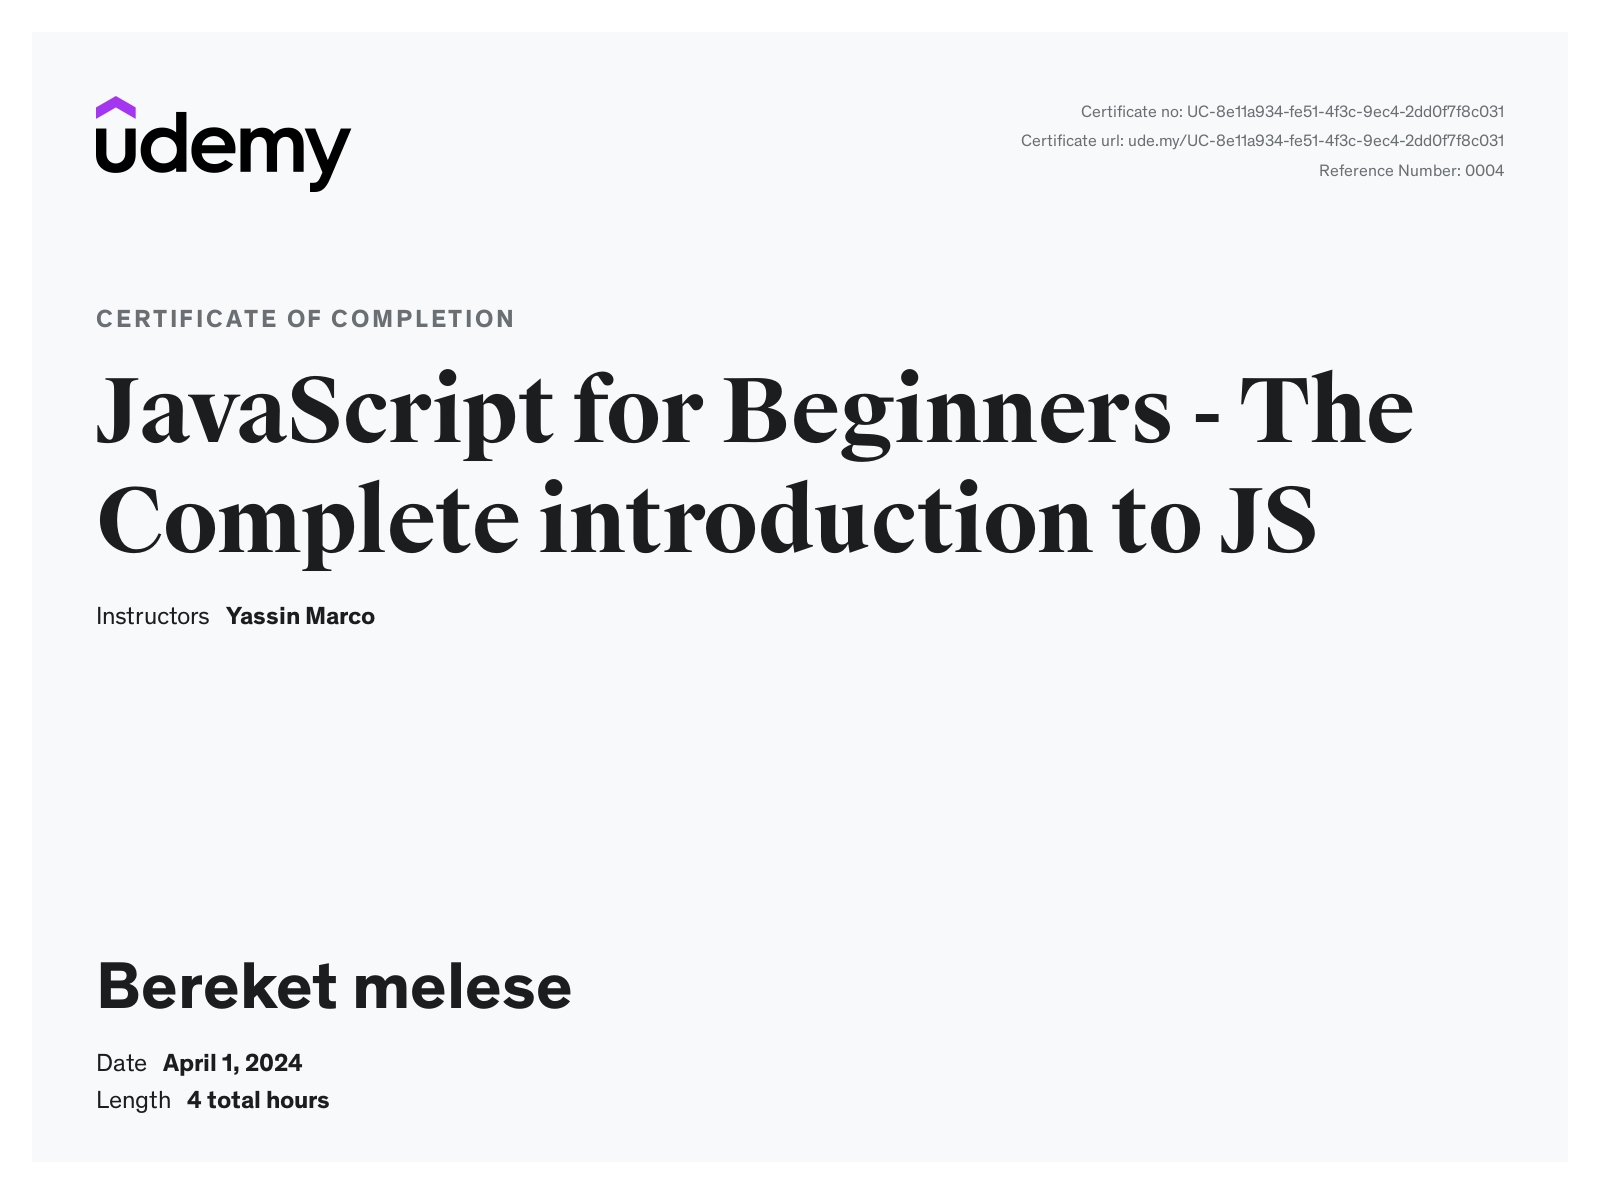 udemy
Certificate no: UC-8e11a934-fe51-4f3c-9ec4-2dd0f7f8c031
Certificate url: ude.my/UC-8e11a934-fe51-4f3c-9ec4-2dd0f7f8c031
Reference Number: 0004
CERTIFICATE OF COMPLETION
JavaScript for Beginners - The
Complete introduction to JS
Instructors Yassin Marco
Bereket melese
Date April 1, 2024
Length 4 total hours